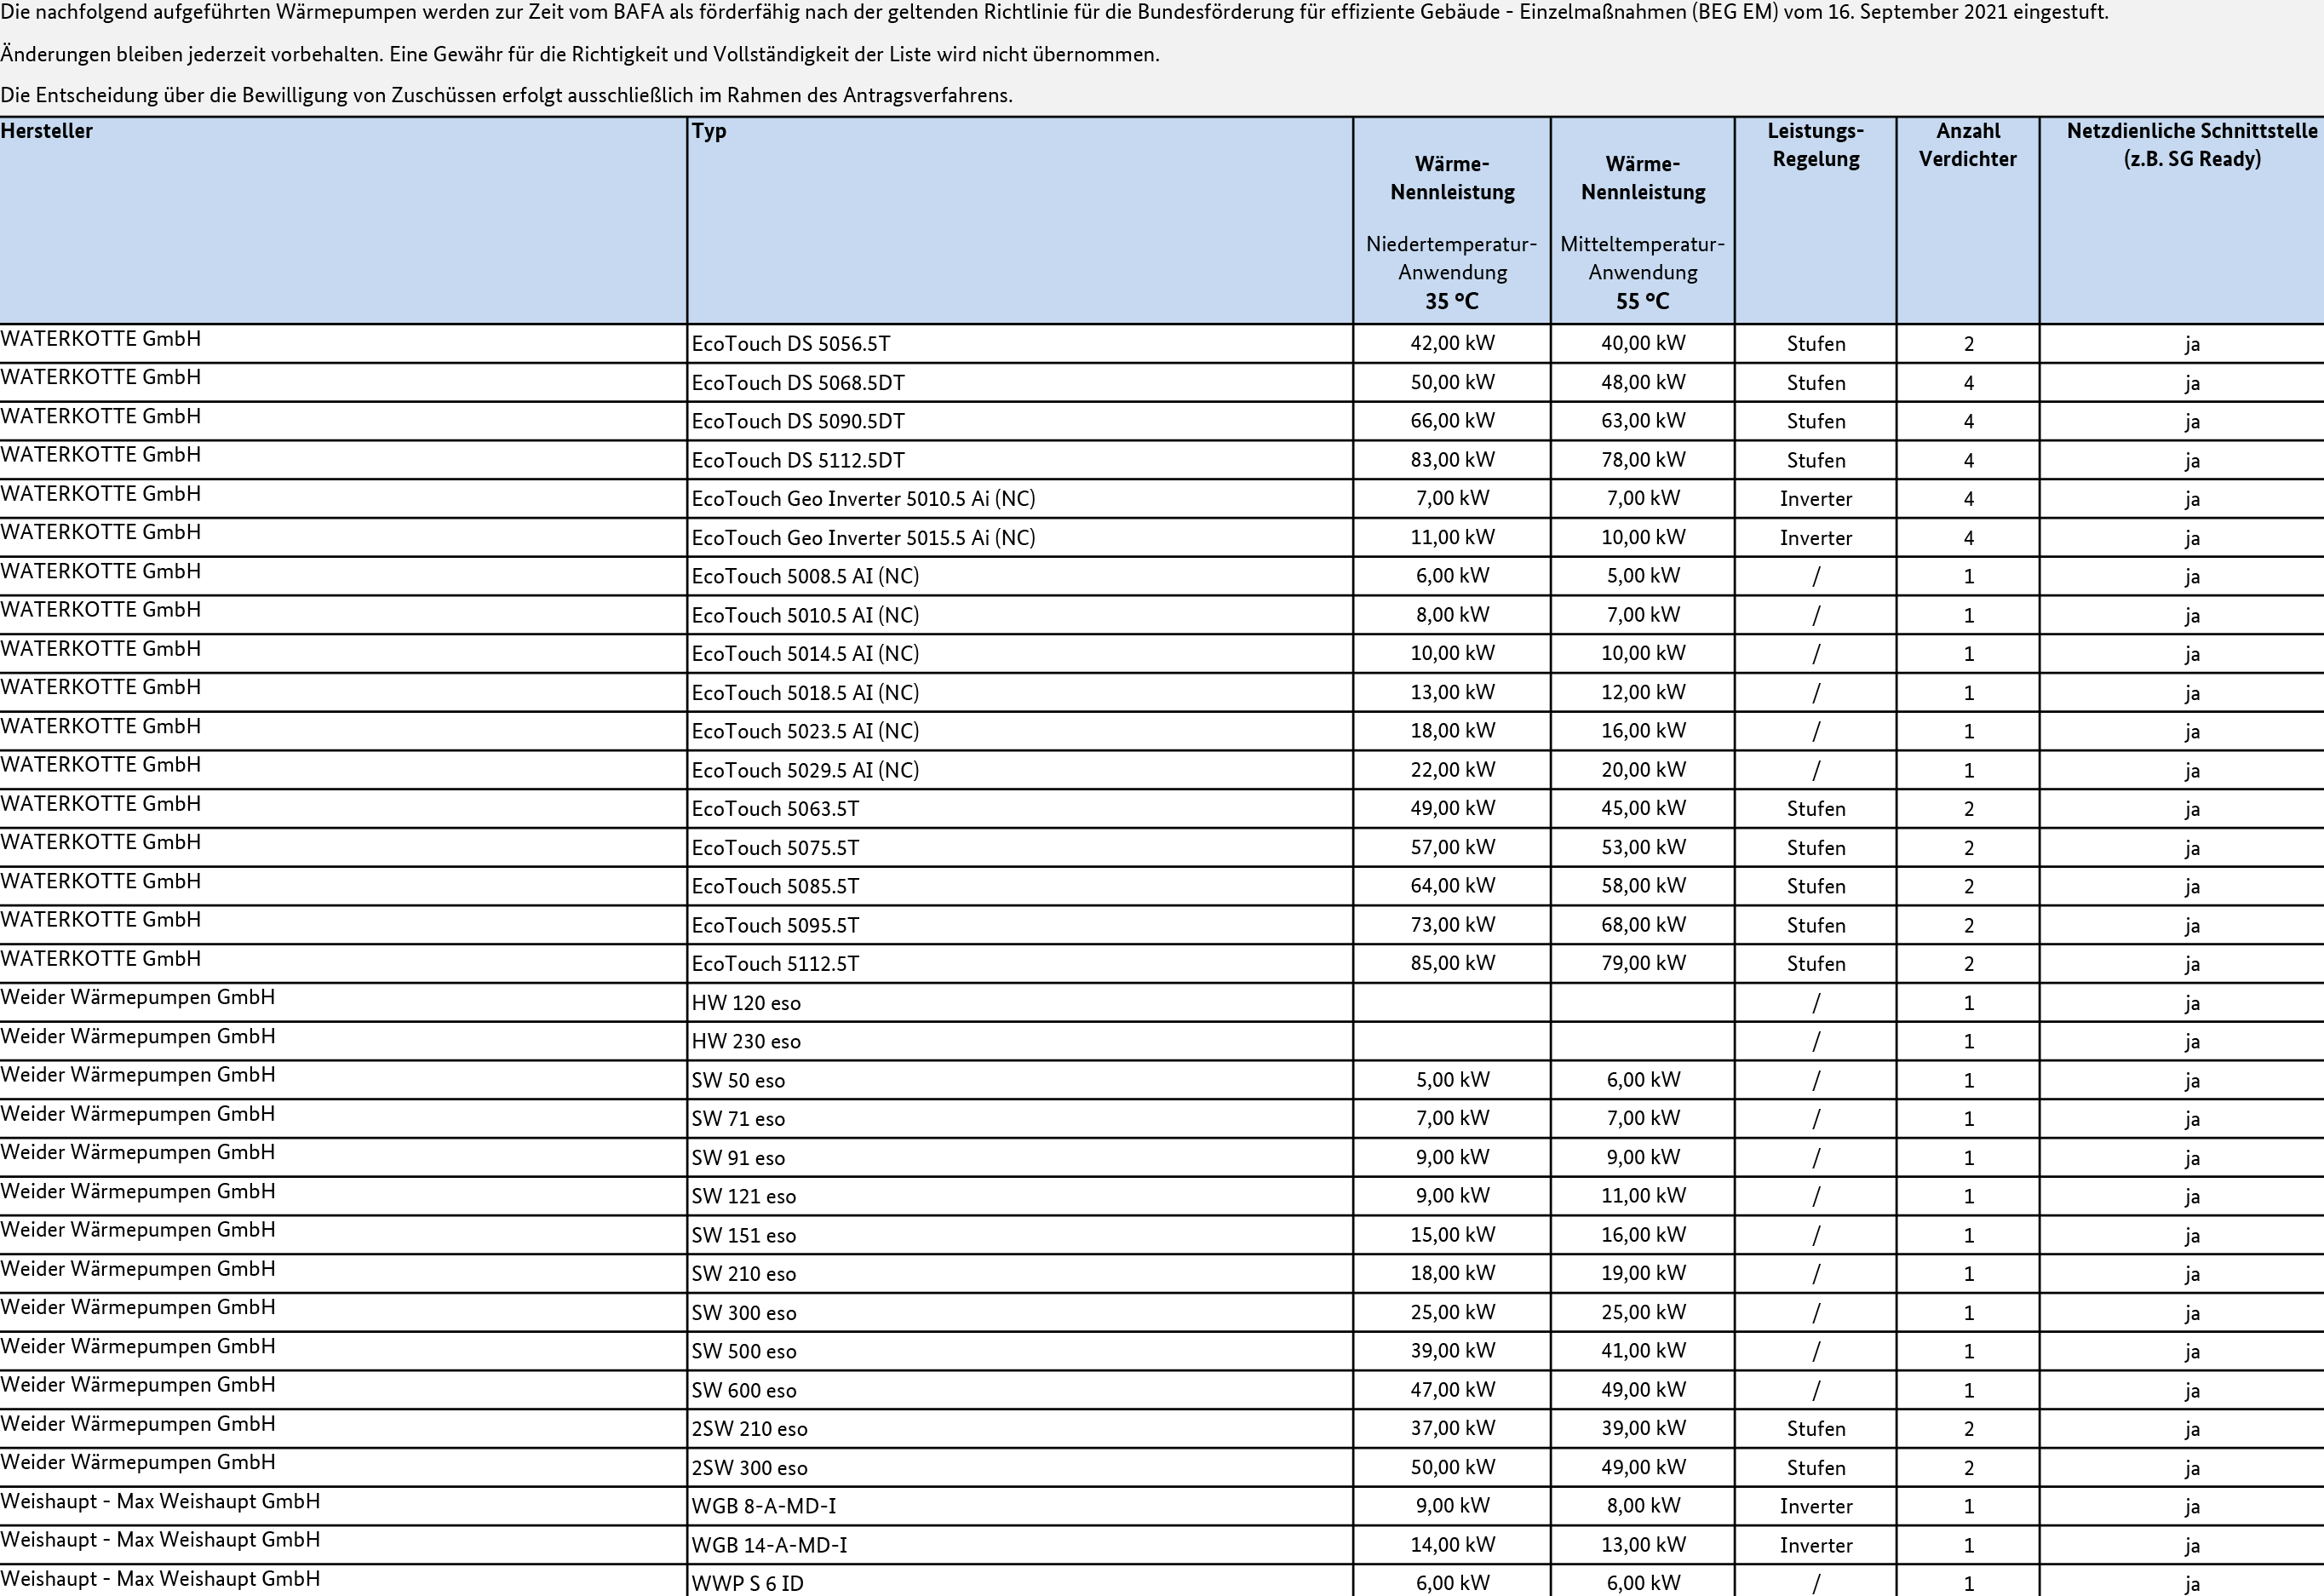 Die nachfolgend aufgeführten Wärmepumpen werden zur Zeit vom BAFA als förderfähig nach der geltenden Richtlinie für die Bundesförderung für effiziente Gebäude - Einzelmaßnahmen (BEG EM) vom 16. September 2021 eingestuft.
Änderungen bleiben jederzeit vorbehalten. Eine Gewähr für die Richtigkeit und Vollständigkeit der Liste wird nicht übernommen.
Die Entscheidung über die Bewilligung von Zuschüssen erfolgt ausschließlich im Rahmen des Antragsverfahrens.
Hersteller Typ Wärme-Nennleistung Niedertemperatur-Anwendung 35 °C Wärme-Nennleistung Mitteltemperatur-Anwendung 55 °C Leistungs-Regelung Anzahl Verdichter Netzdienliche Schnittstelle (z.B. SG Ready)
WATERKOTTE GmbH EcoTouch DS 5056.5T 42,00 kW 40,00 kW Stufen 2 ja
WATERKOTTE GmbH EcoTouch DS 5068.5DT 50,00 kW 48,00 kW Stufen 4 ja
WATERKOTTE GmbH EcoTouch DS 5090.5DT 66,00 kW 63,00 kW Stufen 4 ja
WATERKOTTE GmbH EcoTouch DS 5112.5DT 83,00 kW 78,00 kW Stufen 4 ja
WATERKOTTE GmbH EcoTouch Geo Inverter 5010.5 Ai (NC) 7,00 kW 7,00 kW Inverter 4 ja
WATERKOTTE GmbH EcoTouch Geo Inverter 5015.5 Ai (NC) 11,00 kW 10,00 kW Inverter 4 ja
WATERKOTTE GmbH EcoTouch 5008.5 AI (NC) 6,00 kW 5,00 kW / 1 ja
WATERKOTTE GmbH EcoTouch 5010.5 AI (NC) 8,00 kW 7,00 kW / 1 ja
WATERKOTTE GmbH EcoTouch 5014.5 AI (NC) 10,00 kW 10,00 kW / 1 ja
WATERKOTTE GmbH EcoTouch 5018.5 AI (NC) 13,00 kW 12,00 kW / 1 ja
WATERKOTTE GmbH EcoTouch 5023.5 AI (NC) 18,00 kW 16,00 kW / 1 ja
WATERKOTTE GmbH EcoTouch 5029.5 AI (NC) 22,00 kW 20,00 kW / 1 ja
WATERKOTTE GmbH EcoTouch 5063.5T 49,00 kW 45,00 kW Stufen 2 ja
WATERKOTTE GmbH EcoTouch 5075.5T 57,00 kW 53,00 kW Stufen 2 ja
WATERKOTTE GmbH EcoTouch 5085.5T 64,00 kW 58,00 kW Stufen 2 ja
WATERKOTTE GmbH EcoTouch 5095.5T 73,00 kW 68,00 kW Stufen 2 ja
WATERKOTTE GmbH EcoTouch 5112.5T 85,00 kW 79,00 kW Stufen 2 ja
Weider Wärmepumpen GmbH HW 120 eso / 1 ja
Weider Wärmepumpen GmbH HW 230 eso / 1 ja
Weider Wärmepumpen GmbH SW 50 eso 5,00 kW 6,00 kW / 1 ja
Weider Wärmepumpen GmbH SW 71 eso 7,00 kW 7,00 kW / 1 ja
Weider Wärmepumpen GmbH SW 91 eso 9,00 kW 9,00 kW / 1 ja
Weider Wärmepumpen GmbH SW 121 eso 9,00 kW 11,00 kW / 1 ja
Weider Wärmepumpen GmbH SW 151 eso 15,00 kW 16,00 kW / 1 ja
Weider Wärmepumpen GmbH SW 210 eso 18,00 kW 19,00 kW / 1 ja
Weider Wärmepumpen GmbH SW 300 eso 25,00 kW 25,00 kW / 1 ja
Weider Wärmepumpen GmbH SW 500 eso 39,00 kW 41,00 kW / 1 ja
Weider Wärmepumpen GmbH SW 600 eso 47,00 kW 49,00 kW / 1 ja
Weider Wärmepumpen GmbH 2SW 210 eso 37,00 kW 39,00 kW Stufen 2 ja
Weider Wärmepumpen GmbH 2SW 300 eso 50,00 kW 49,00 kW Stufen 2 ja
Weishaupt - Max Weishaupt GmbH WGB 8-A-MD-I 9,00 kW 8,00 kW Inverter 1 ja
Weishaupt - Max Weishaupt GmbH WGB 14-A-MD-I 14,00 kW 13,00 kW Inverter 1 ja
Weishaupt - Max Weishaupt GmbH WWP S 6 ID 6,00 kW 6,00 kW / 1 ja